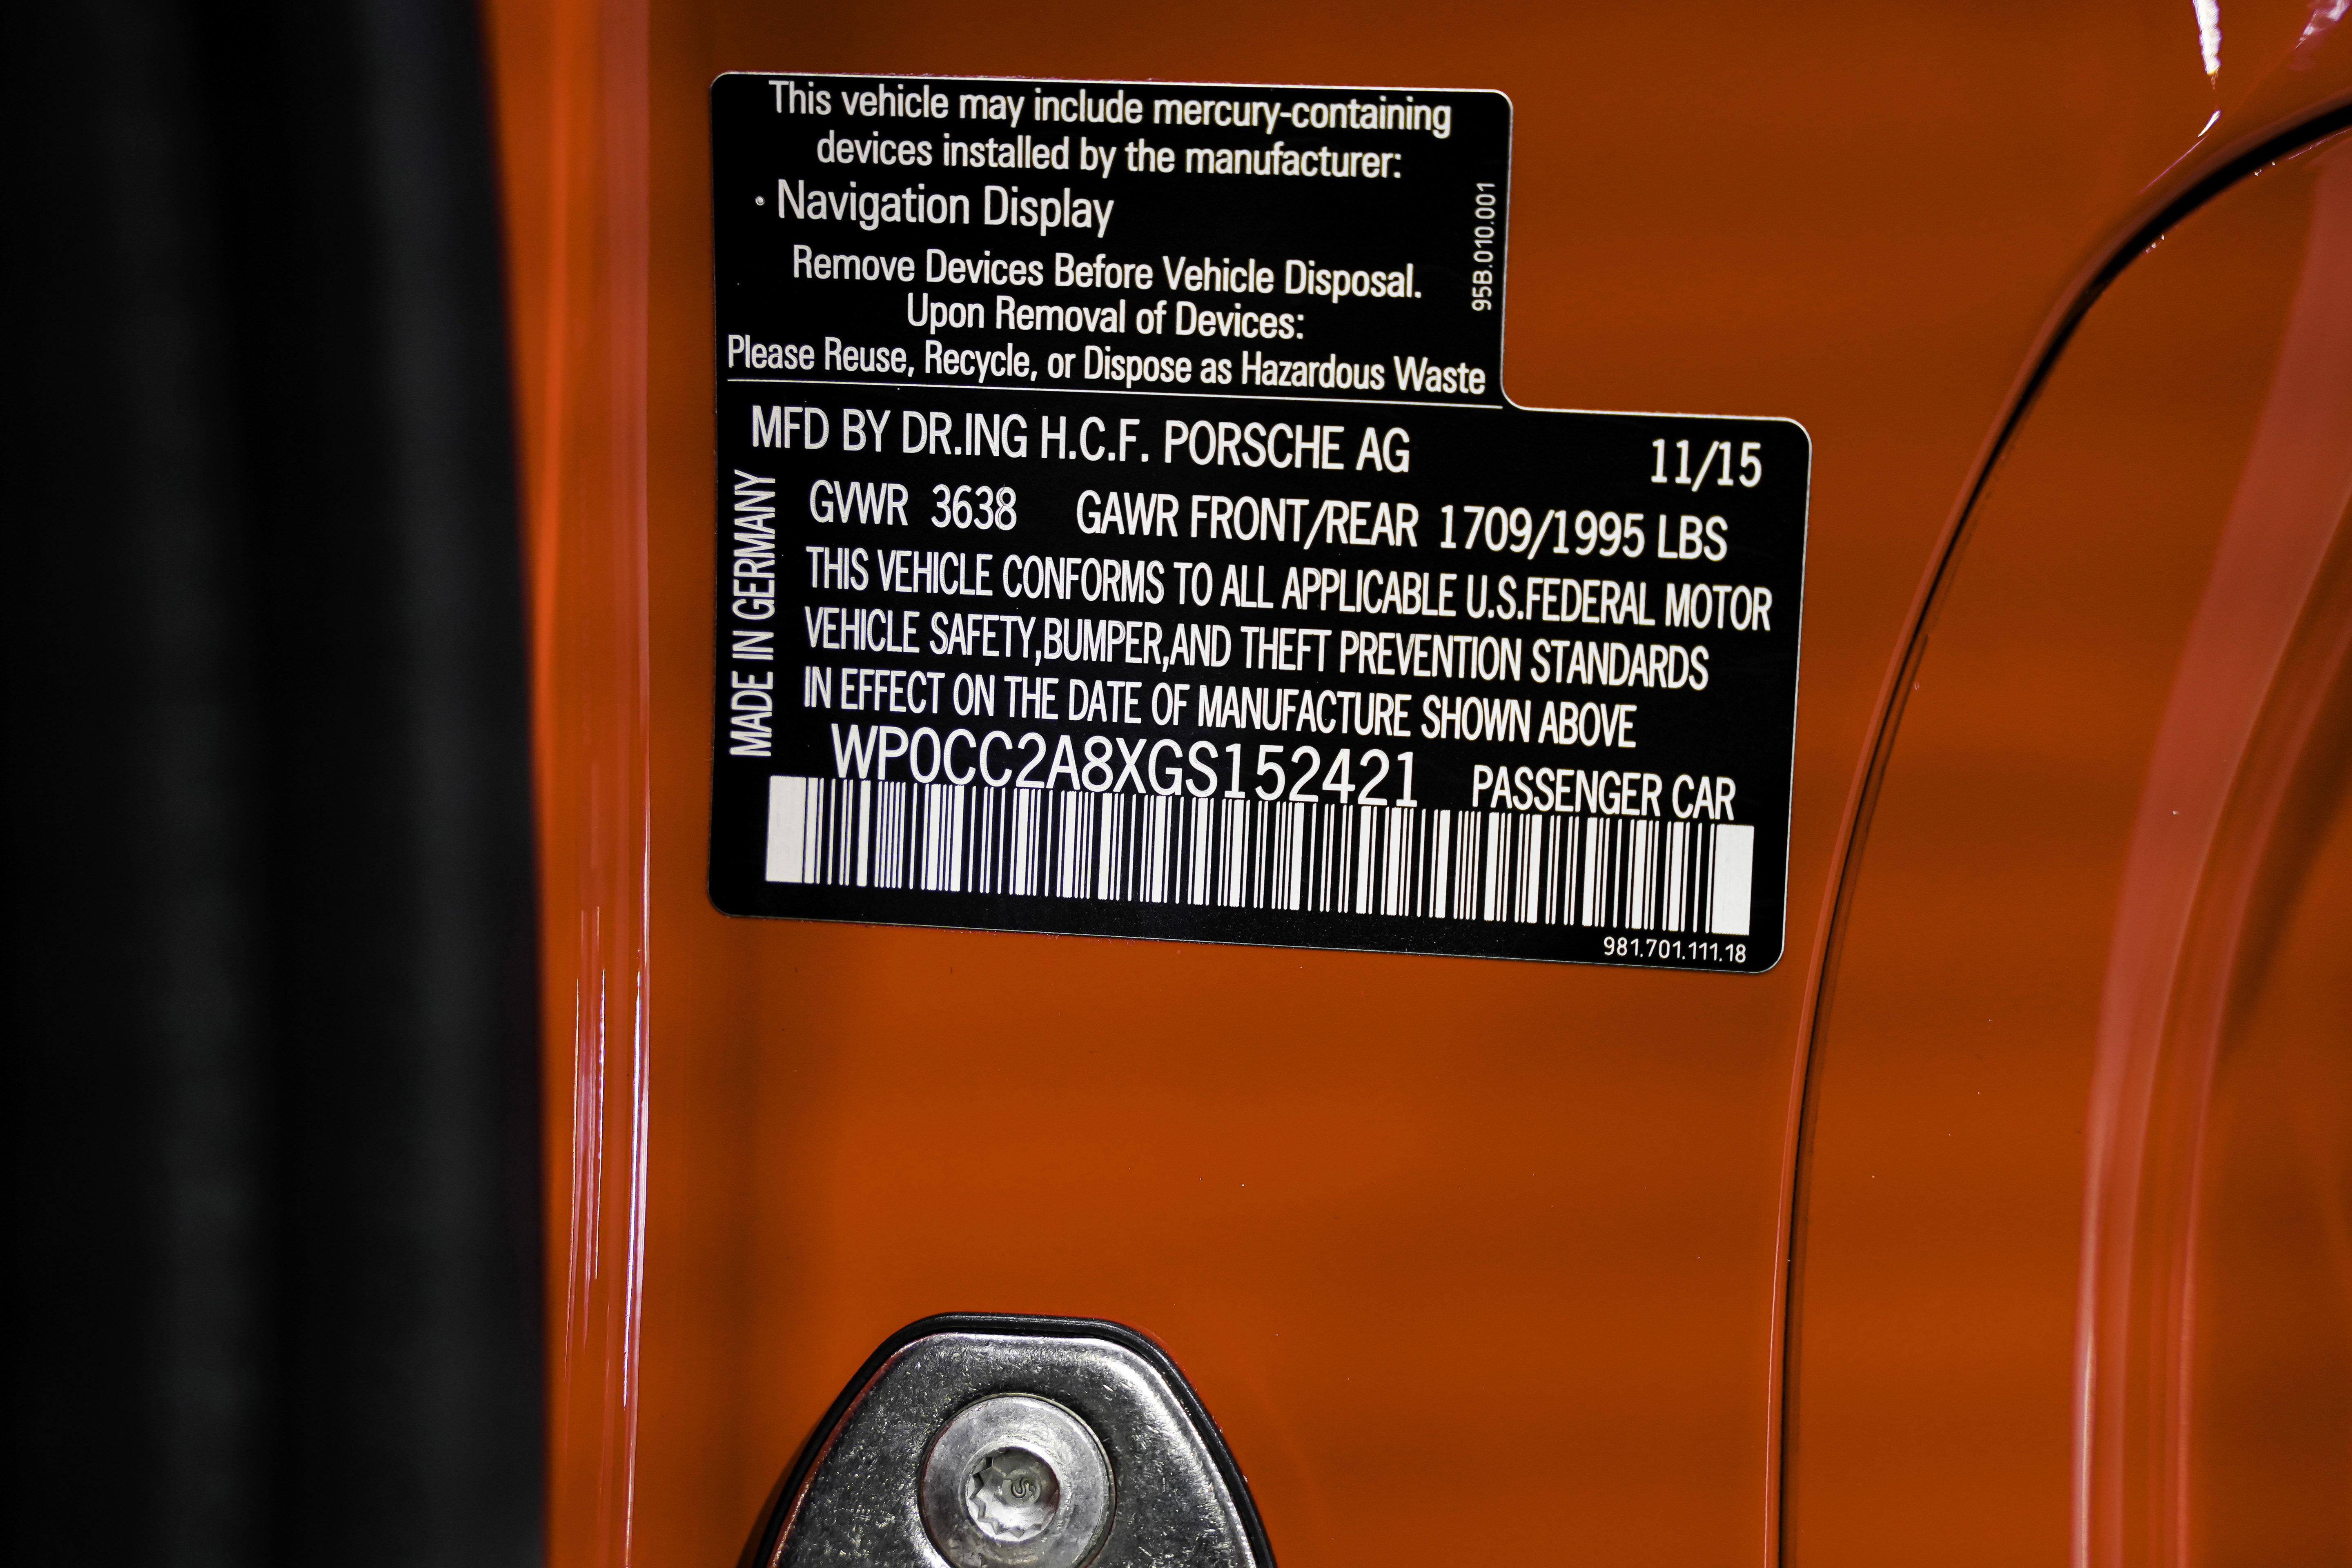 This vehicle may include mercury-containing
devices installed by the manufacturer:
• Navigation Display
Remove Devices Before Vehicle Disposal.
Upon Removal of Devices:
Please Reuse, Recycle, or Dispose as Hazardous Waste
95B.010.001
MFD BY DR.ING H.C.F. PORSCHE AG 11/15
GVWR 3638 GAWR FRONT/REAR 1709/1995 LBS
THIS VEHICLE CONFORMS TO ALL APPLICABLE U.S.FEDERAL MOTOR
VEHICLE SAFETY,BUMPER,AND THEFT PREVENTION STANDARDS
IN EFFECT ON THE DATE OF MANUFACTURE SHOWN ABOVE
MADE IN GERMANY
WP0CC2A8XGS152421 PASSENGER CAR
981.701.111.18